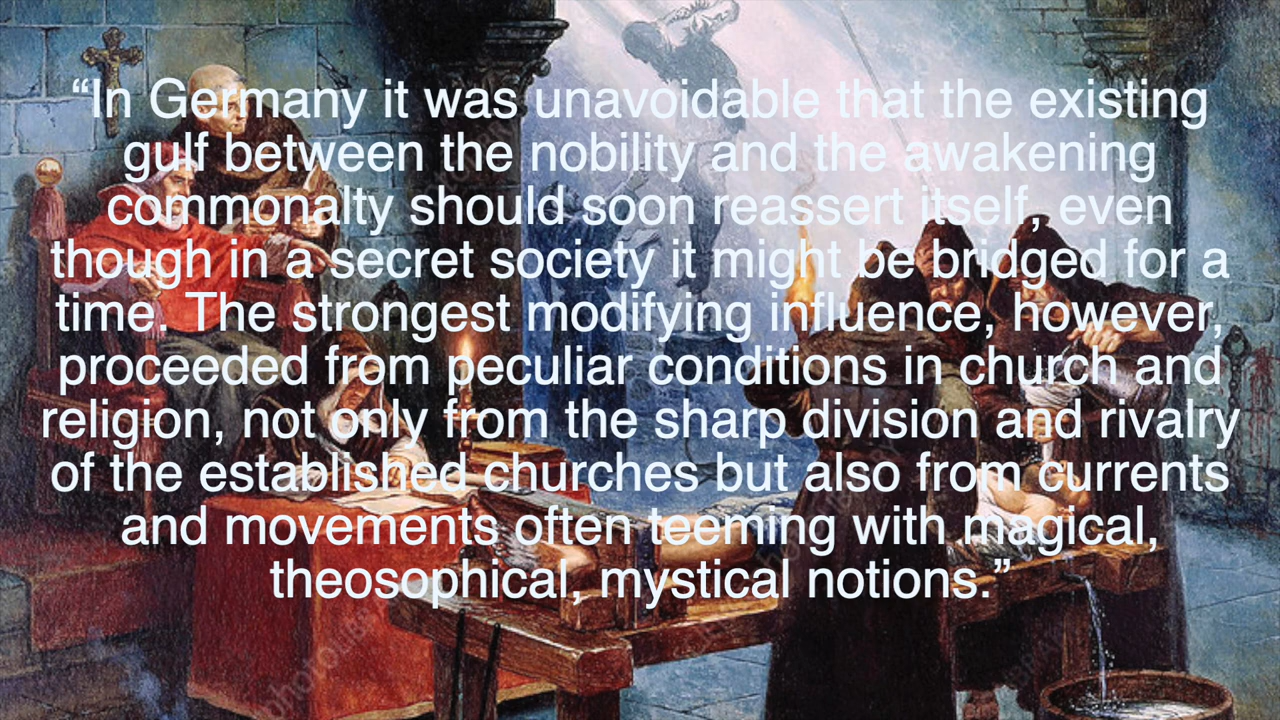 “In Germany it was unavoidable that the existing
gulf between the nobility and the awakening
commonalty should soon reassert itself, even
though in a secret society it might be bridged for a
time. The strongest modifying influence, however,
proceeded from peculiar conditions in church and
religion, not only from the sharp division and rivalry
of the established churches but also from currents
and movements often teeming with magical,
theosophical, mystical notions.”